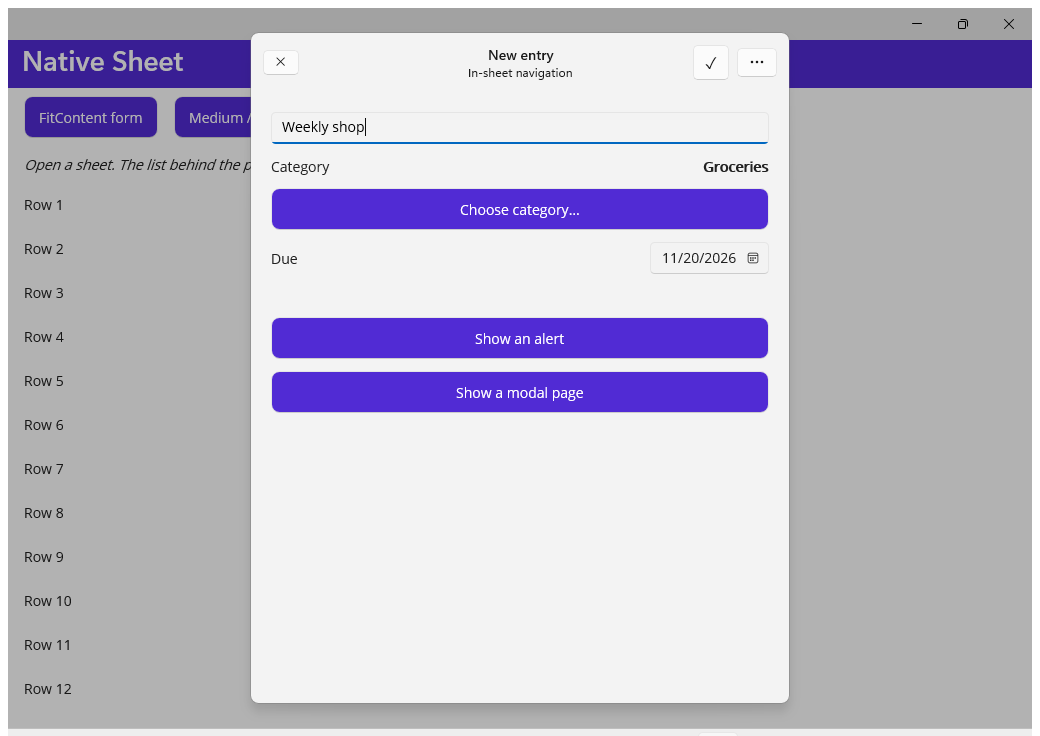 Native Sheet
New entry
In-sheet navigation
FitContent form
Medium /
Open a sheet. The list behind the
Weekly shop
Category
Groceries
Choose category...
Due
11/20/2026
Show an alert
Show a modal page
Row 1
Row 2
Row 3
Row 4
Row 5
Row 6
Row 7
Row 8
Row 9
Row 10
Row 11
Row 12